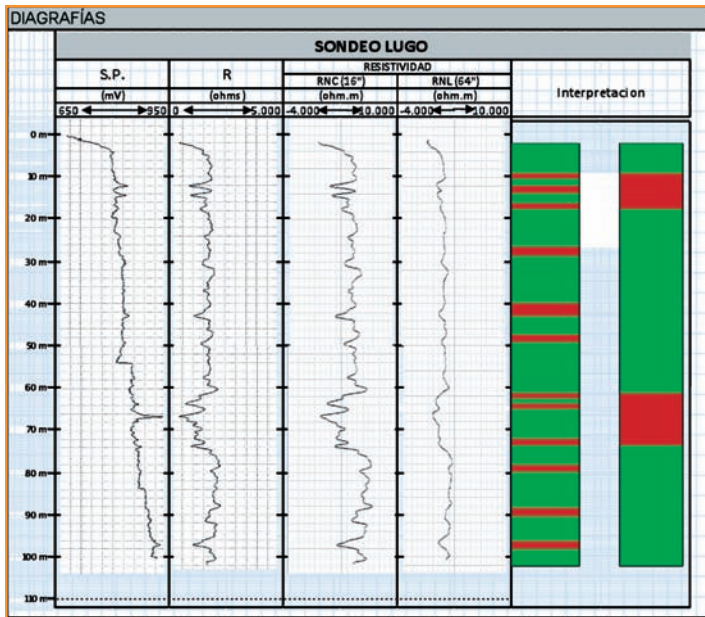 DIAGRAFÍAS
SONDEO LUGO
S.P.
(mV)
650 950
R
(ohms)
0 5.000
RESISTIVIDAD
RNC (16")
(ohm.m)
-4.000 10.000
RNL (64")
(ohm.m)
-4.000 10.000
Interpretacion
0 m
10 m
20 m
30 m
40 m
50 m
60 m
70 m
80 m
90 m
100 m
110 m